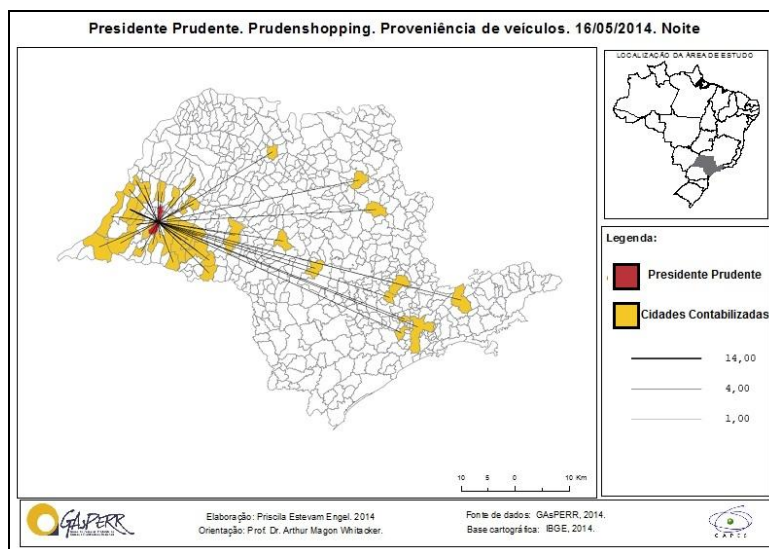 Presidente Prudente. Prudenshopping. Proveniência de veículos. 16/05/2014. Noite
LOCALIZAÇÃO DA ÁREA DE ESTUDO
Legenda:
Presidente Prudente
Cidades Contabilizadas
14,00
4,00
1,00
10 5 0 10 Km
GAsPERR
Elaboração: Priscila Estevam Engel. 2014
Orientação: Prof. Dr. Arthur Magon Whitacker.
Fonte de dados: GAsPERR, 2014.
Base cartográfica: IBGE, 2014.
CAPES